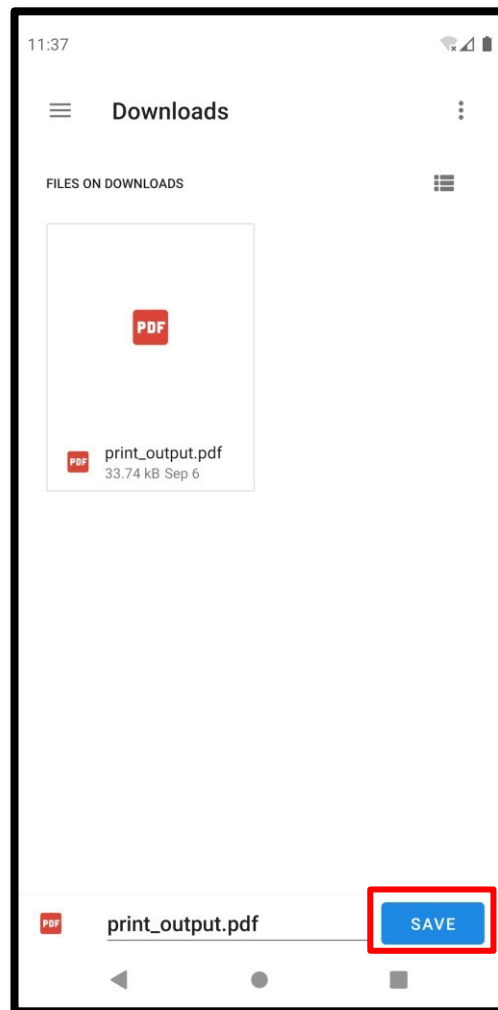 11:37
Downloads
FILES ON DOWNLOADS
PDF
PDF print_output.pdf
33.74 kB Sep 6
PDF print_output.pdf SAVE